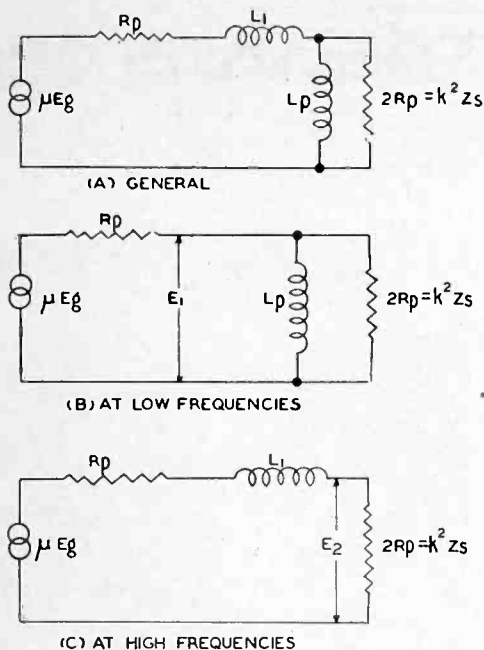 Rp
L1
μEg
Lp
2Rp=k²Zs
(A) GENERAL
Rp
μEg
E1
Lp
2Rp=k²Zs
(B) AT LOW FREQUENCIES
Rp
L1
μEg
E2
2Rp=k²Zs
(C) AT HIGH FREQUENCIES